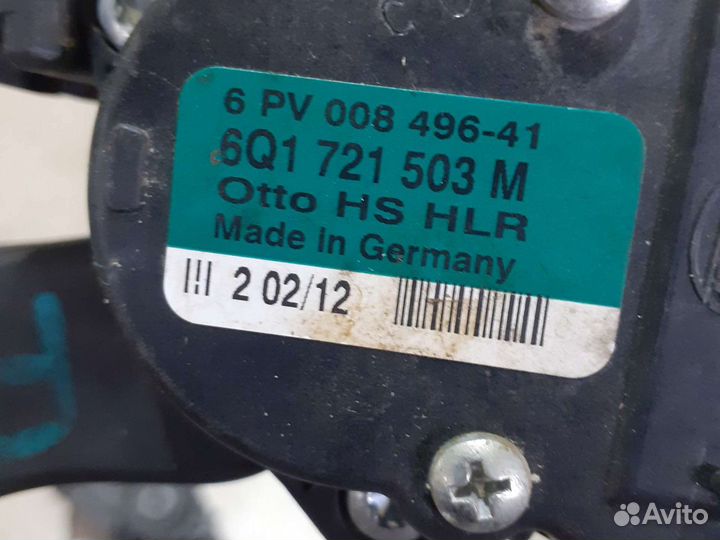 6 PV 008 496-41
6Q1 721 503 M
Otto HS HLR
Made in Germany
2 02/12
Avito